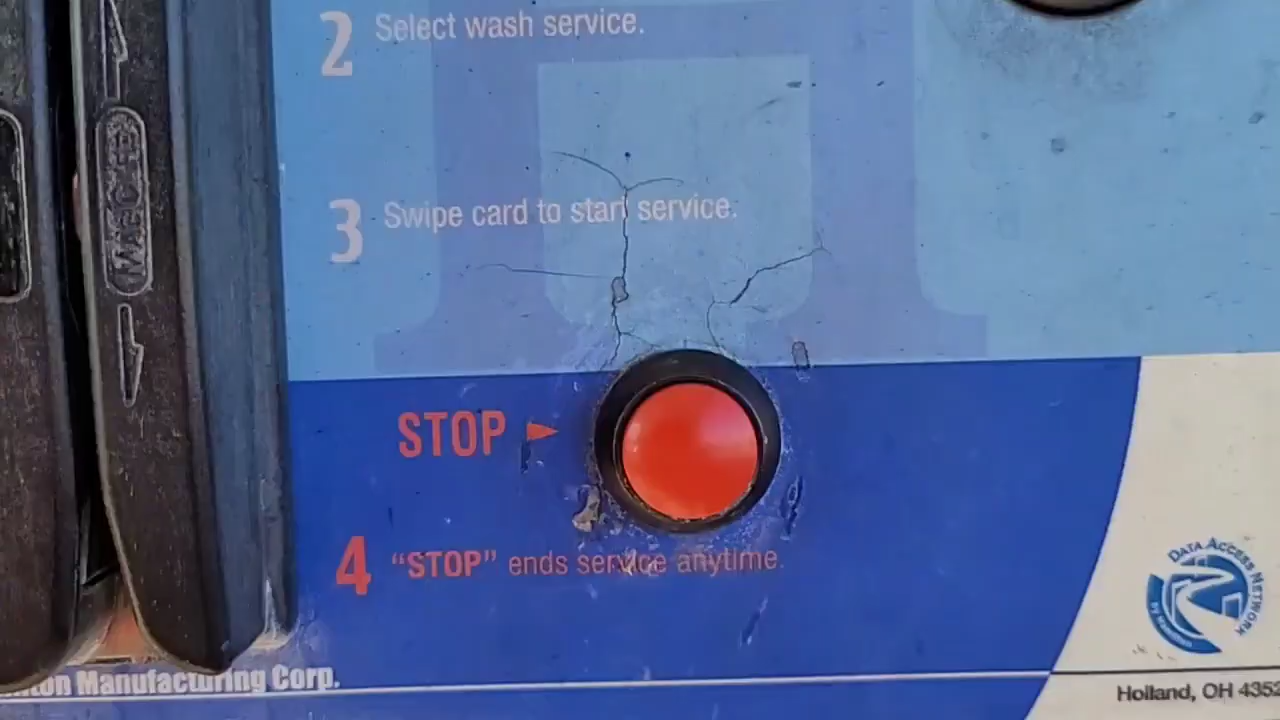 2 Select wash service.
3 Swipe card to start service.
STOP
4 "STOP" ends service anytime.
Manufacturing Corp.
DATA ACCESS NETWORK
Holland, OH 4352